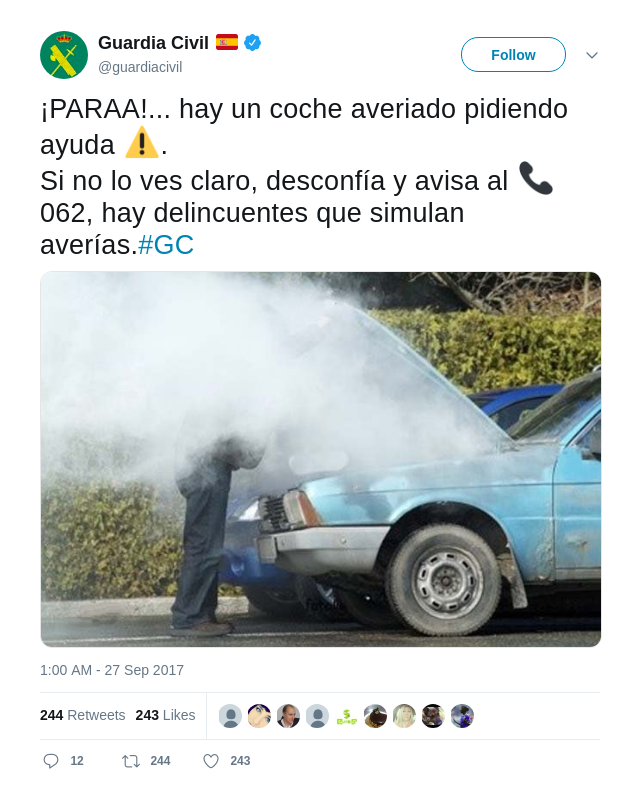 Guardia Civil
@guardiacivil
Follow
¡PARAA!... hay un coche averiado pidiendo
ayuda ⚠️.
Si no lo ves claro, desconfía y avisa al 📞
062, hay delincuentes que simulan
averías.#GC
1:00 AM - 27 Sep 2017
244 Retweets 243 Likes
12 244 243